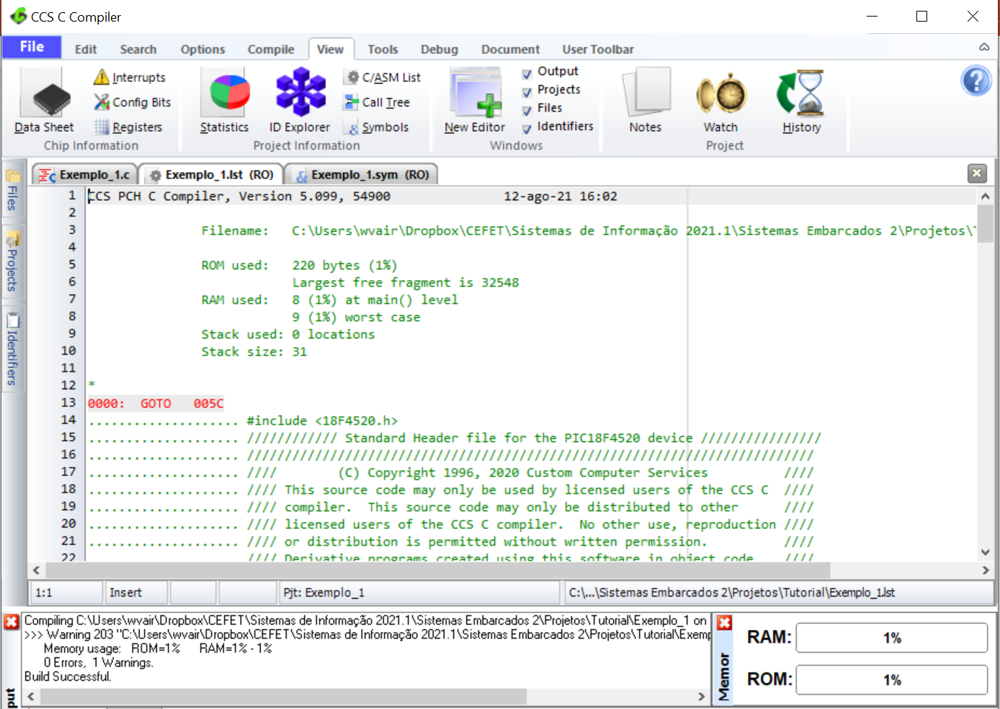 CCS C Compiler
File Edit Search Options Compile View Tools Debug Document User Toolbar
Data Sheet
Interrupts
Config Bits
Registers
Chip Information
Statistics
ID Explorer
C/ASM List
Call Tree
Symbols
Project Information
New Editor
Output
Projects
Files
Identifiers
Windows
Notes
Watch
History
Project
Files
Projects
Identifiers
Exemplo_1.c Exemplo_1.lst (RO) Exemplo_1.sym (RO)
1 CCS PCH C Compiler, Version 5.099, 54900 12-ago-21 16:02
2
3 Filename: C:\Users\wvair\Dropbox\CEFET\Sistemas de Informação 2021.1\Sistemas Embarcados 2\Projetos\
4
5 ROM used: 220 bytes (1%)
6 Largest free fragment is 32548
7 RAM used: 8 (1%) at main() level
8 9 (1%) worst case
9 Stack used: 0 locations
10 Stack size: 31
11
12 *
13 0000: GOTO 005C
14 .................... #include <18F4520.h>
15 .................... //////////// Standard Header file for the PIC18F4520 device ////////////////
16 .................... ///////////////////////////////////////////////////////////////////////////
17 .................... //// (C) Copyright 1996, 2020 Custom Computer Services ////
18 .................... //// This source code may only be used by licensed users of the CCS C ////
19 .................... //// compiler. This source code may only be distributed to other ////
20 .................... //// licensed users of the CCS C compiler. No other use, reproduction ////
21 .................... //// or distribution is permitted without written permission. ////
22 .................... //// Derivative programs created using this software in object code ////
1:1 Insert Pjt: Exemplo_1 C:\...\Sistemas Embarcados 2\Projetos\Tutorial\Exemplo_1.lst
Compiling C:\Users\wvair\Dropbox\CEFET\Sistemas de Informação 2021.1\Sistemas Embarcados 2\Projetos\Tutorial\Exemplo_1 on
>>> Warning 203 "C:\Users\wvair\Dropbox\CEFET\Sistemas de Informação 2021.1\Sistemas Embarcados 2\Projetos\Tutorial\Exemp
Memory usage: ROM=1% RAM=1% - 1%
0 Errors, 1 Warnings.
Build Successful.
put
Memor
RAM: 1%
ROM: 1%